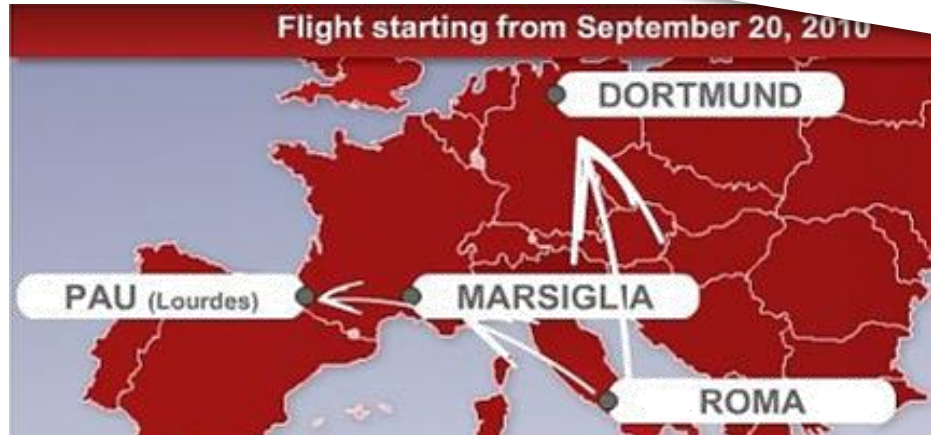 Flight starting from September 20, 2010
DORTMUND
PAU (Lourdes)
MARSIGLIA
ROMA